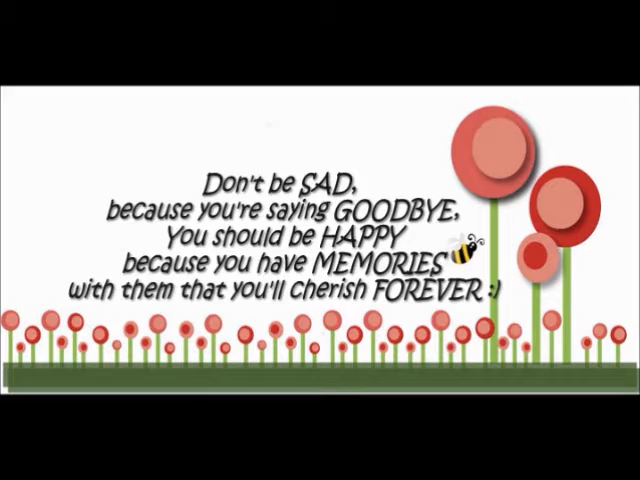 Don't be SAD,
because you're saying GOODBYE,
You should be HAPPY
because you have MEMORIES
with them that you'll cherish FOREVER :)